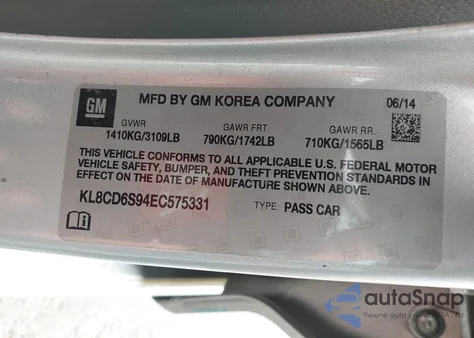 GM
MFD BY GM KOREA COMPANY 06/14
GVWR GAWR FRT. GAWR RR.
1410KG/3109LB 790KG/1742LB 710KG/1565LB
THIS VEHICLE CONFORMS TO ALL APPLICABLE U.S. FEDERAL MOTOR
VEHICLE SAFETY, BUMPER, AND THEFT PREVENTION STANDARDS IN
EFFECT ON THE DATE OF MANUFACTURE SHOWN ABOVE.
KL8CD6S94EC575331 TYPE: PASS CAR
autoSnap
Pewne auto